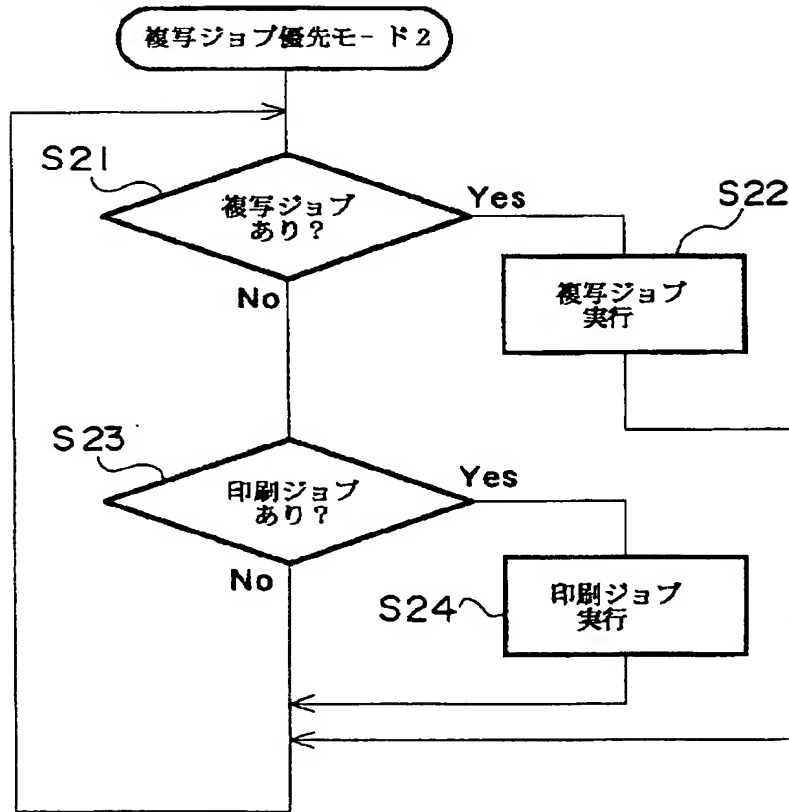 複写ジョブ優先モード2
S21
複写ジョブ
あり?
Yes
No
S22
複写ジョブ
実行
S23
印刷ジョブ
あり?
Yes
No
S24
印刷ジョブ
実行